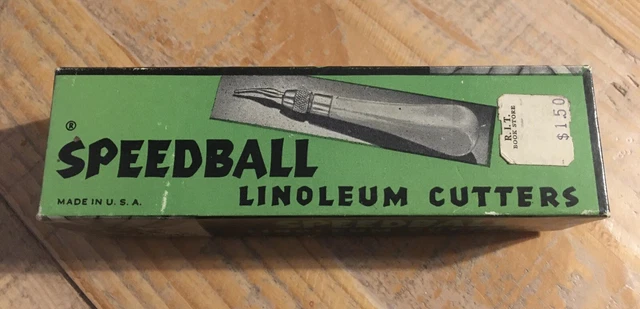 ®
SPEEDBALL
LINOLEUM CUTTERS
MADE IN U. S. A.
R. I. T.
BOOK STORE
$1.50